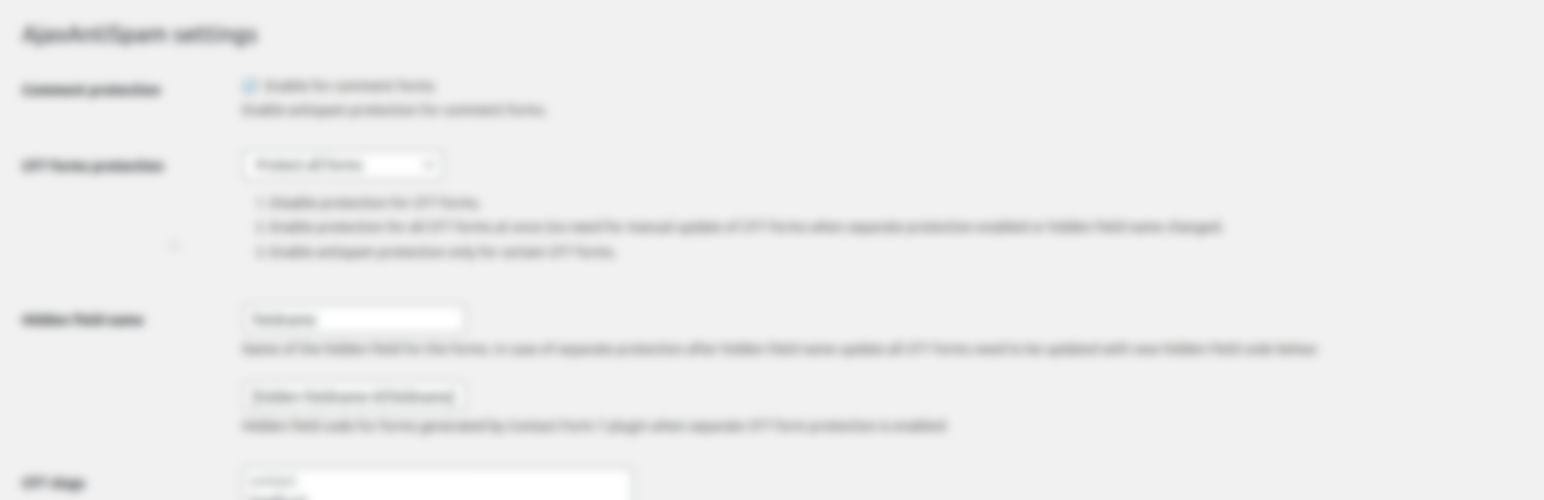 AjaxAntiSpam settings
Comment protection
Enable for comment forms
Enable antispam protection for comment forms.
CF7 forms protection
Protect all forms
1. Disable protection for CF7 forms.
2. Enable protection for all CF7 forms at once (no need for manual update of CF7 forms when separate protection enabled or hidden field name changed.
3. Enable antispam protection only for certain CF7 forms.
Hidden field name
fieldname
Name of the hidden field for the forms. In case of separate protection after hidden field name update all CF7 forms need to be updated with new hidden field code below.
[hidden fieldname id:fieldname]
Hidden field code for forms generated by Contact Form 7 plugin when separate CF7 form protection is enabled
CF7 slugs